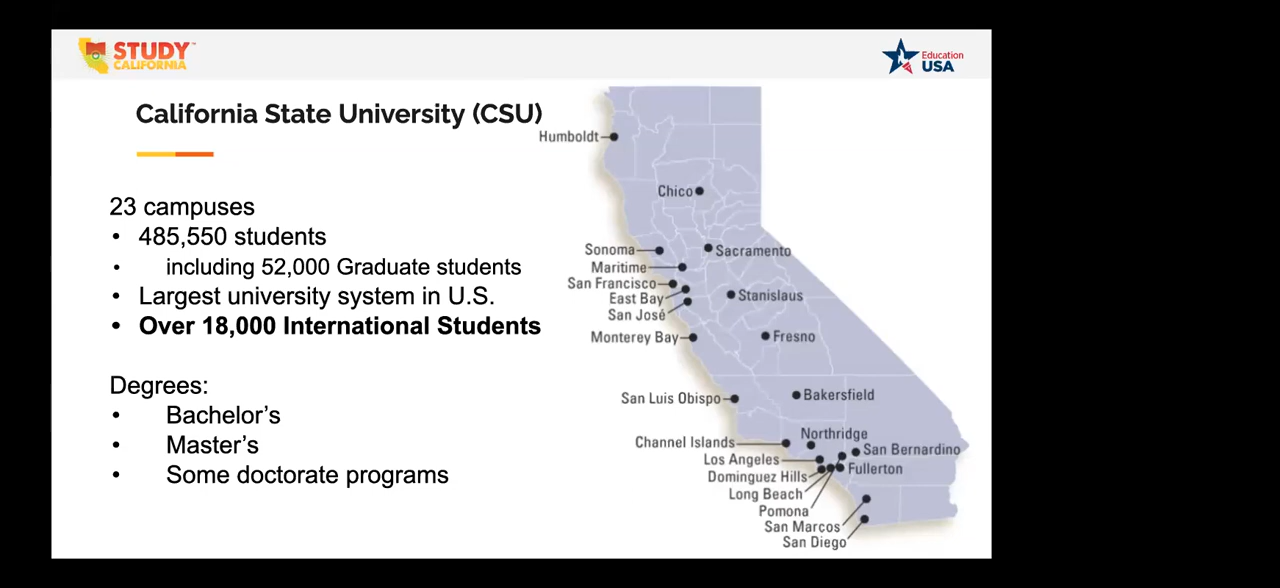 STUDY™
CALIFORNIA
Education
USA
California State University (CSU)
23 campuses
• 485,550 students
• including 52,000 Graduate students
• Largest university system in U.S.
• Over 18,000 International Students
Degrees:
• Bachelor’s
• Master’s
• Some doctorate programs
Humboldt
Chico
Sonoma
Sacramento
Maritime
San Francisco
East Bay
Stanislaus
San José
Monterey Bay
Fresno
San Luis Obispo
Bakersfield
Northridge
Channel Islands
San Bernardino
Los Angeles
Fullerton
Dominguez Hills
Long Beach
Pomona
San Marcos
San Diego